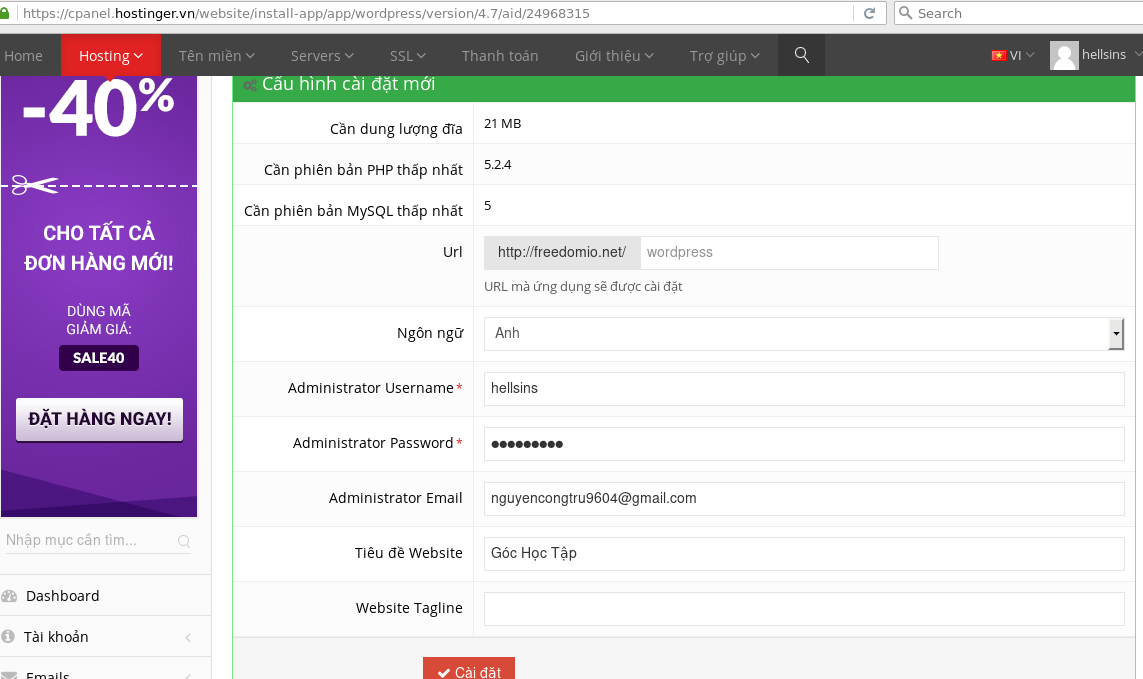 https://cpanel.hostinger.vn/website/install-app/app/wordpress/version/4.7/aid/24968315
Search
Home Hosting Tên miền Servers SSL Thanh toán Giới thiệu Trợ giúp VI hellsins
-40%
CHO TẤT CẢ
ĐƠN HÀNG MỚI!
DÙNG MÃ
GIẢM GIÁ:
SALE40
ĐẶT HÀNG NGAY!
Nhập mục cần tìm...
Dashboard
Tài khoản
Emails
Cấu hình cài đặt mới
Cần dung lượng đĩa 21 MB
Cần phiên bản PHP thấp nhất 5.2.4
Cần phiên bản MySQL thấp nhất 5
Url http://freedomio.net/ wordpress
URL mà ứng dụng sẽ được cài đặt
Ngôn ngữ Anh
Administrator Username* hellsins
Administrator Password* ●●●●●●●●●
Administrator Email nguyencongtru9604@gmail.com
Tiêu đề Website Góc Học Tập
Website Tagline
Cài đặt